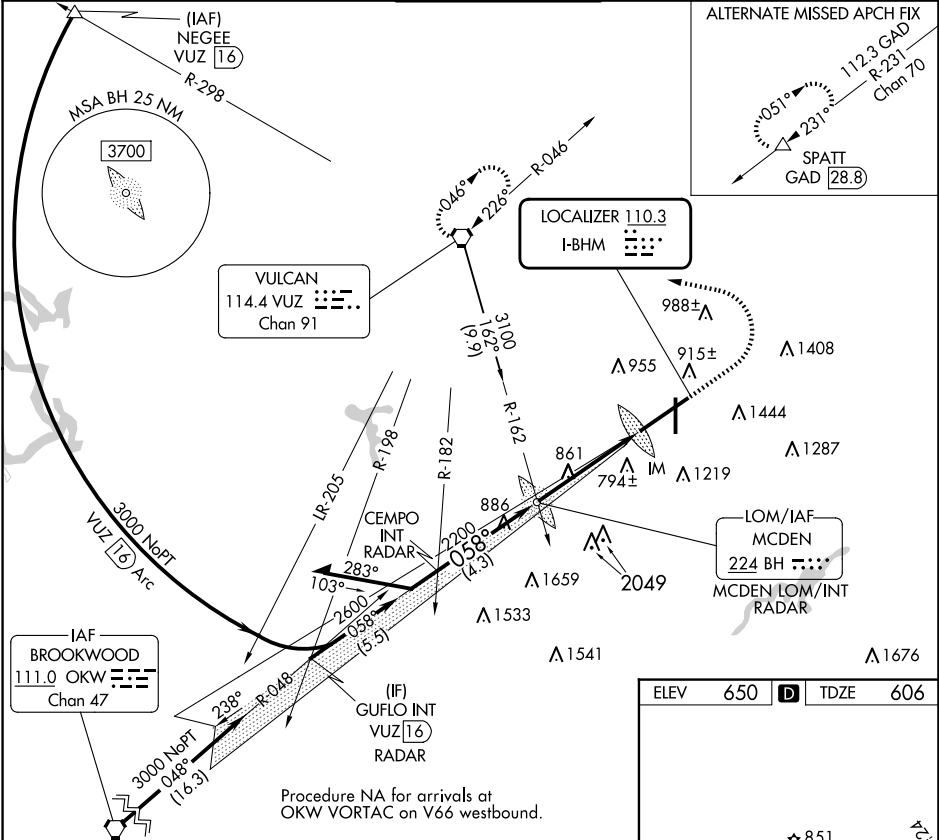 (IAF)
NEGEE
VUZ 16
R-298
MSA BH 25 NM
3700
ALTERNATE MISSED APCH FIX
112.3 GAD
R-231
Chan 70
051°
231°
SPATT
GAD 28.8
R-046
046°
226°
LOCALIZER 110.3
I-BHM
VULCAN
114.4 VUZ
Chan 91
3100
162°
(9.9)
R-162
988±
915±
955
1408
1444
1287
1219
IM
794±
861
886
LR-205
R-198
R-182
CEMPO
INT
RADAR
2200
058°
(4.3)
283°
103°
2600
058°
(5.5)
LOM/IAF
MCDEN
224 BH
MCDEN LOM/INT
RADAR
2049
1659
1533
1541
1676
3000 NoPT
VUZ 16 Arc
IAF
BROOKWOOD
111.0 OKW
Chan 47
238°
R-048
(IF)
GUFLO INT
VUZ 16
RADAR
3000 NoPT
048°
(16.3)
Procedure NA for arrivals at
OKW VORTAC on V66 westbound.
ELEV 650 D TDZE 606
851